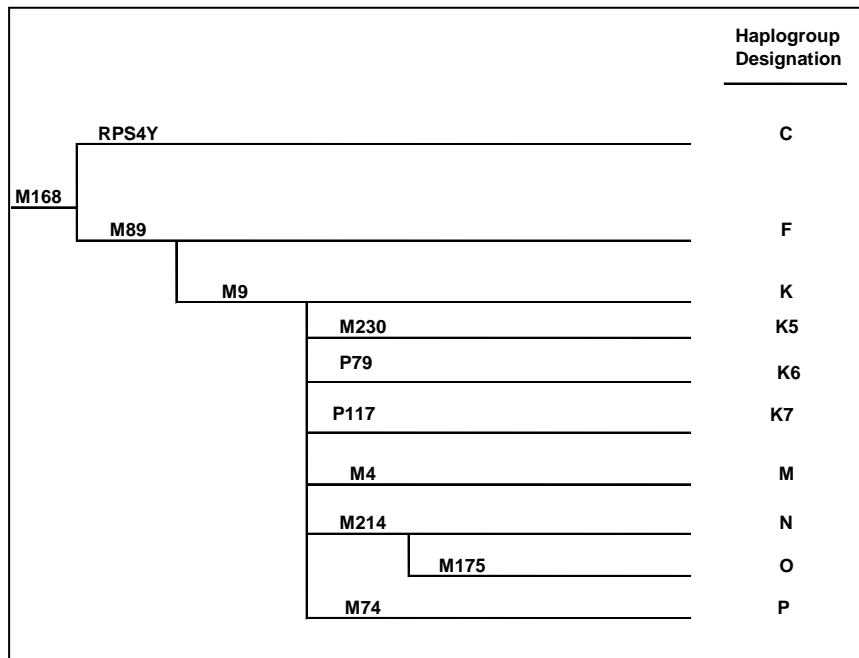 Haplogroup
Designation
RPS4Y C
M168
M89 F
M9 K
M230 K5
P79 K6
P117 K7
M4 M
M214 N
M175 O
M74 P